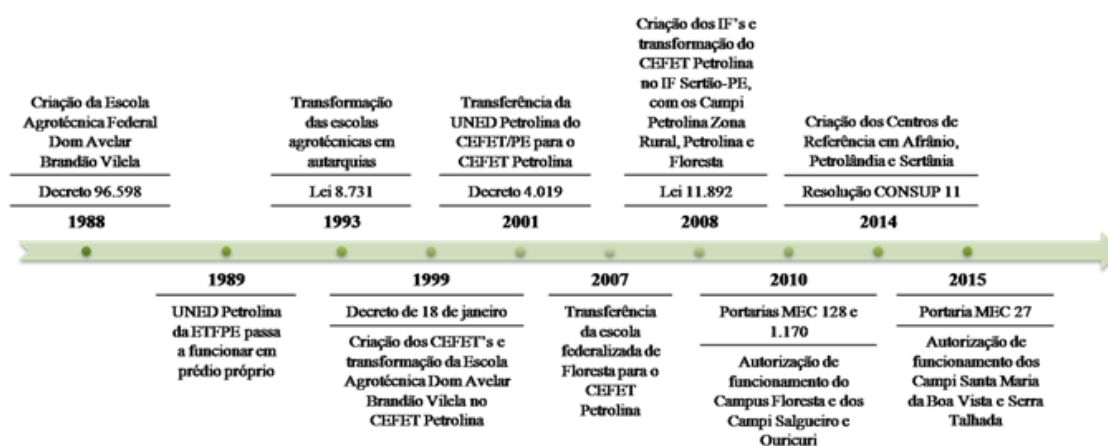 Criação da Escola
Agrotécnica Federal
Dom Avelar
Brandão Vilela
Decreto 96.598
1988
Transformação
das escolas
agrotécnicas em
autarquias
Lei 8.731
1993
Transferência da
UNED Petrolina do
CEFET/PE para o
CEFET Petrolina
Decreto 4.019
2001
Criação dos IF's e
transformação do
CEFET Petrolina
no IF Sertão-PE,
com os Campi
Petrolina Zona
Rural, Petrolina e
Floresta
Lei 11.892
2008
Criação dos Centros de
Referência em Afrânio,
Petrolândia e Sertânia
Resolução CONSUP 11
2014
1989
UNED Petrolina
da ETFPE passa
a funcionar em
prédio próprio
1999
Decreto de 18 de janeiro
Criação dos CEFET's e
transformação da Escola
Agrotécnica Dom Avelar
Brandão Vilela no
CEFET Petrolina
2007
Transferência
da escola
federalizada de
Floresta para o
CEFET
Petrolina
2010
Portarias MEC 128 e
1.170
Autorização de
funcionamento do
Campus Floresta e dos
Campi Salgueiro e
Ouricuri
2015
Portaria MEC 27
Autorização de
funcionamento dos
Campi Santa Maria
da Boa Vista e Serra
Talhada